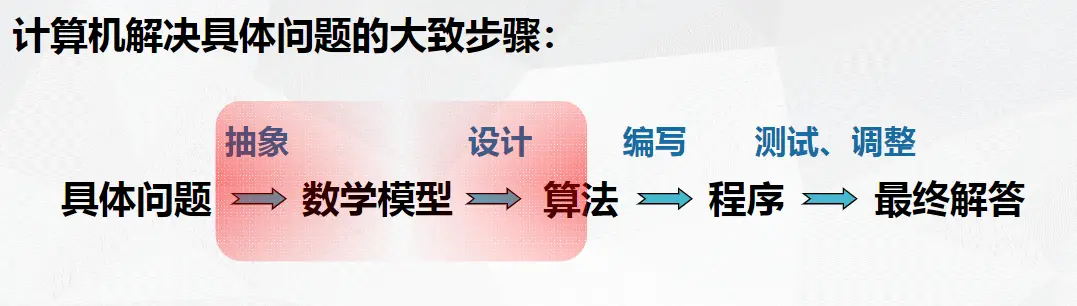 计算机解决具体问题的大致步骤：
抽象 设计 编写 测试、调整
具体问题 数学模型 算法 程序 最终解答